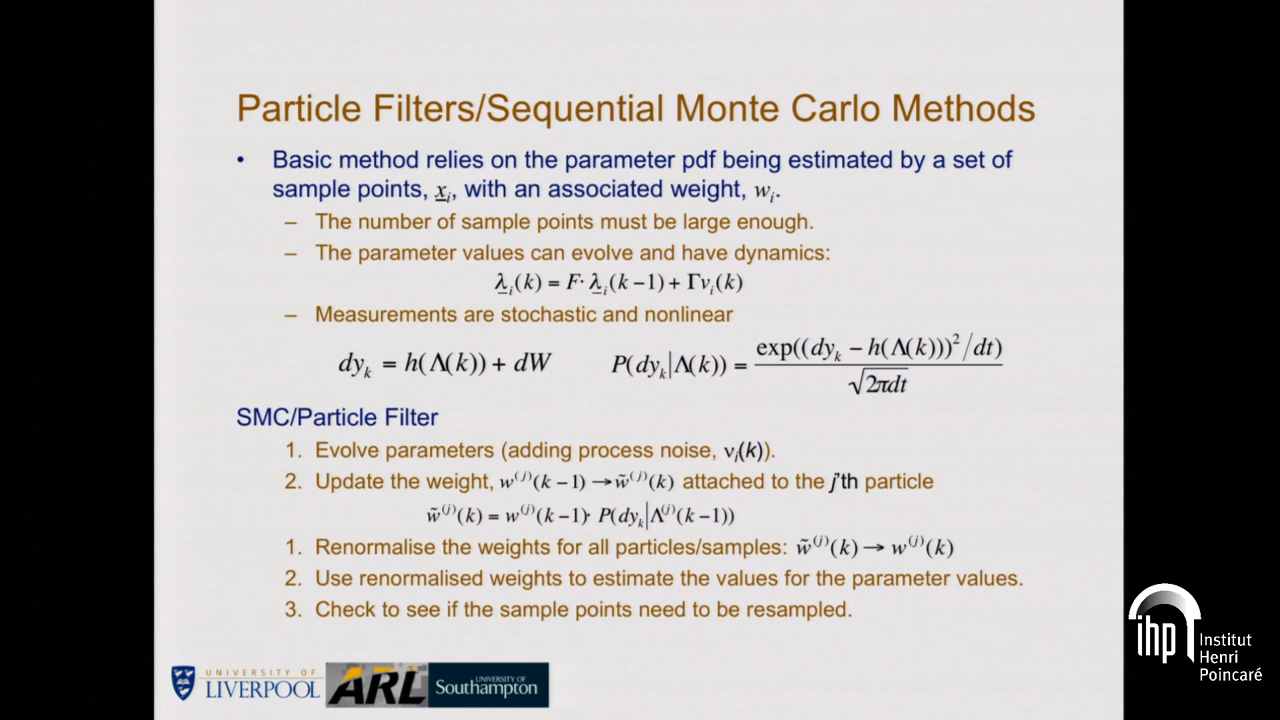 Particle Filters/Sequential Monte Carlo Methods
• Basic method relies on the parameter pdf being estimated by a set of
sample points, x_i, with an associated weight, w_i.
– The number of sample points must be large enough.
– The parameter values can evolve and have dynamics:
λ_i(k) = F· λ_i(k −1) + Γv_i(k)
– Measurements are stochastic and nonlinear
dy_k = h(Λ(k)) + dW P(dy_k|Λ(k)) = exp((dy_k − h(Λ(k)))²/dt) / √2πdt
SMC/Particle Filter
1. Evolve parameters (adding process noise, ν_i(k)).
2. Update the weight, w^(j)(k −1) → w̃^(j)(k) attached to the j'th particle
w̃^(j)(k) = w^(j)(k −1)· P(dy_k|Λ^(j)(k −1))
1. Renormalise the weights for all particles/samples: w̃^(j)(k) → w^(j)(k)
2. Use renormalised weights to estimate the values for the parameter values.
3. Check to see if the sample points need to be resampled.
UNIVERSITY OF
LIVERPOOL
ARL
UNIVERSITY OF
Southampton
ihp
Institut
Henri
Poincaré